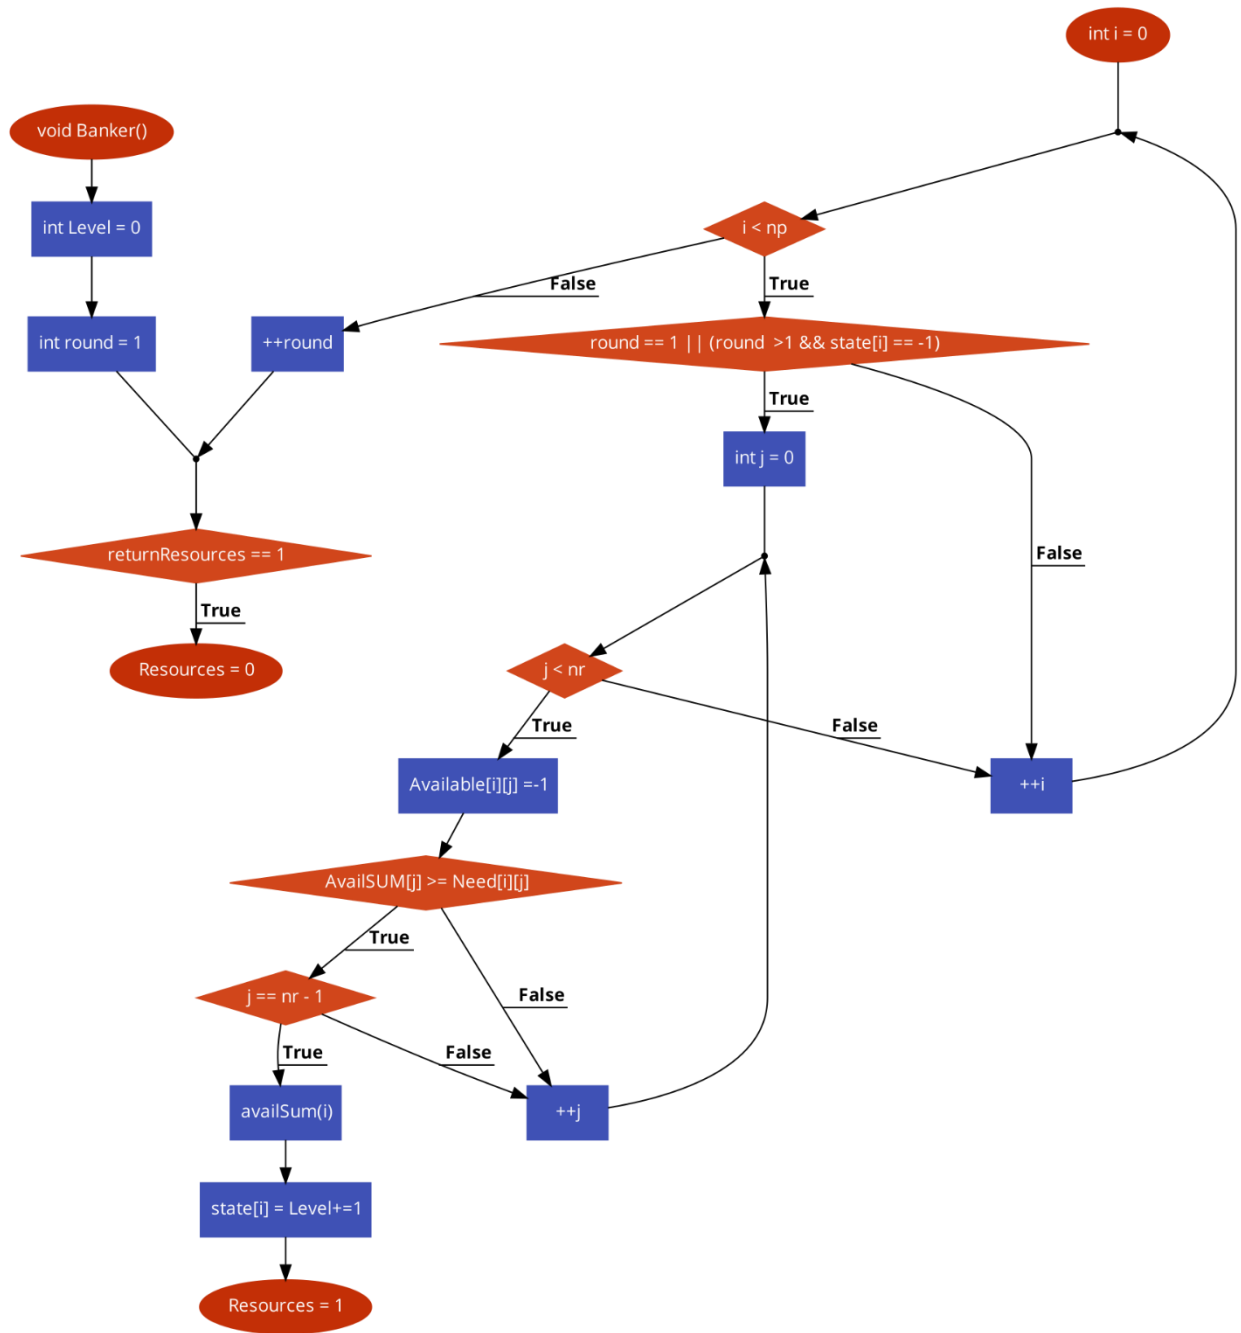 int i = 0
void Banker()
int Level = 0
i < np
False
True
int round = 1
++round
round == 1 || (round  >1 && state[i] == -1)
True
int j = 0
returnResources == 1
False
True
Resources = 0
j < nr
True
False
Available[i][j] =-1
++i
AvailSUM[j] >= Need[i][j]
True
j == nr - 1
False
True
False
availSum(i)
++j
state[i] = Level+=1
Resources = 1